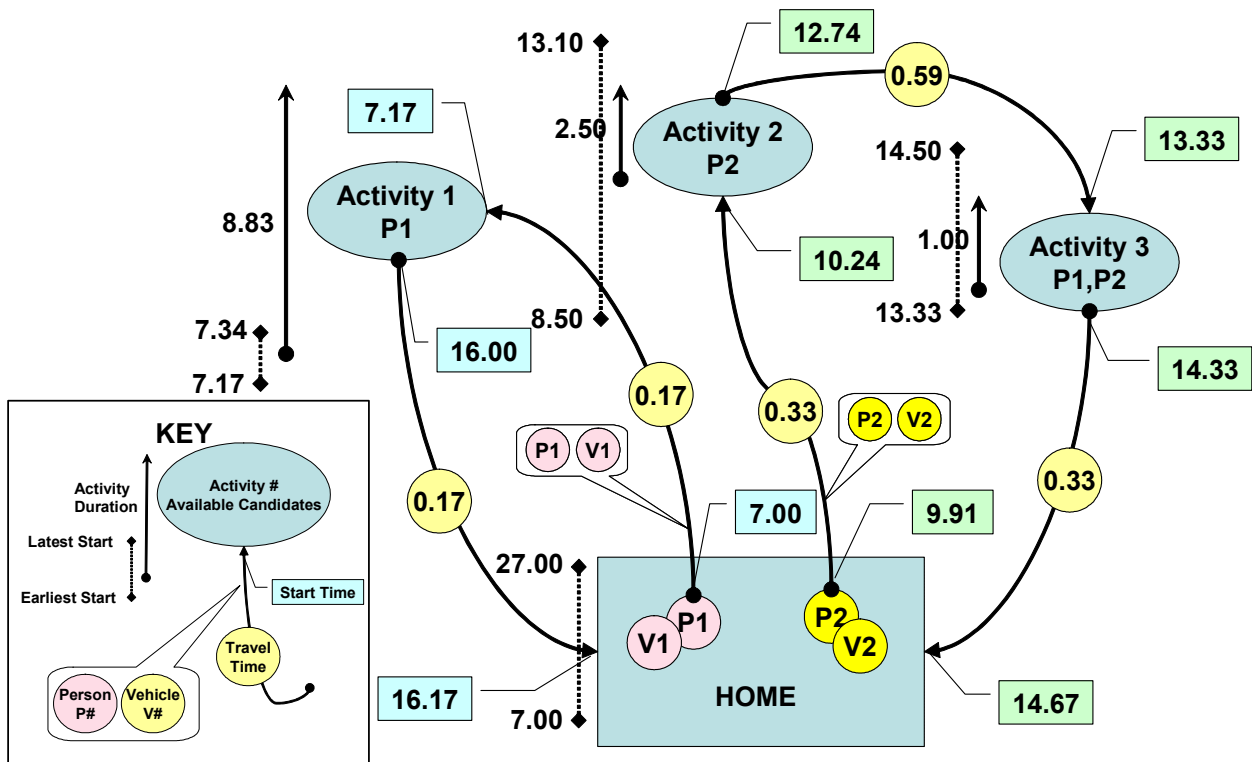 12.74
13.10
0.59
7.17
2.50
Activity 2
P2
14.50
13.33
Activity 1
P1
8.83
1.00
Activity 3
P1,P2
10.24
7.34
8.50
13.33
16.00
14.33
7.17
0.17
0.33
P2 V2
P1 V1
0.33
0.17
7.00
9.91
27.00
P1
P2
V1
V2
16.17
HOME
14.67
7.00
KEY
Activity #
Available Candidates
Activity
Duration
Latest Start
Earliest Start
Start Time
Travel
Time
Person
P#
Vehicle
V#